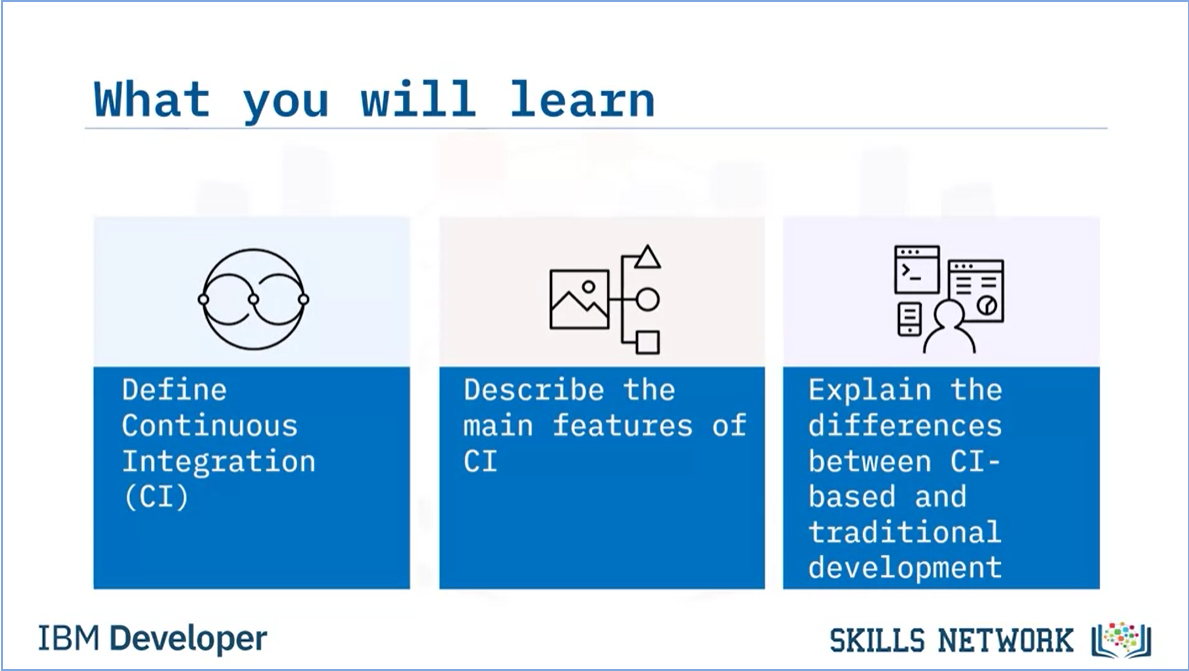 What you will learn
Define
Continuous
Integration
(CI)
Describe the
main features of
CI
Explain the
differences
between CI-
based and
traditional
development
IBM Developer
SKILLS NETWORK